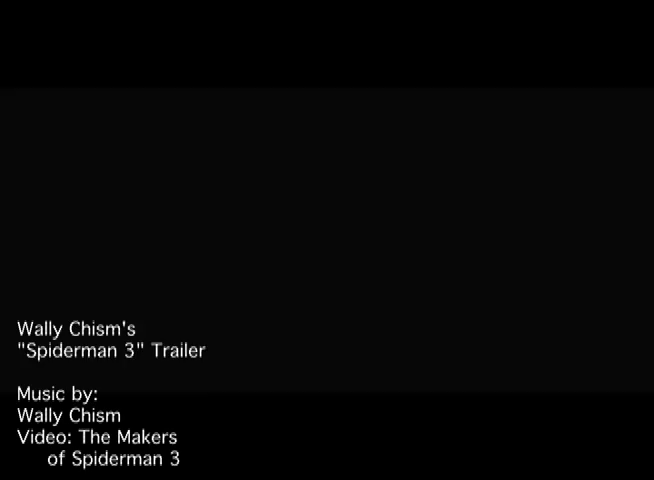 Wally Chism's
"Spiderman 3" Trailer
Music by:
Wally Chism
Video: The Makers
of Spiderman 3